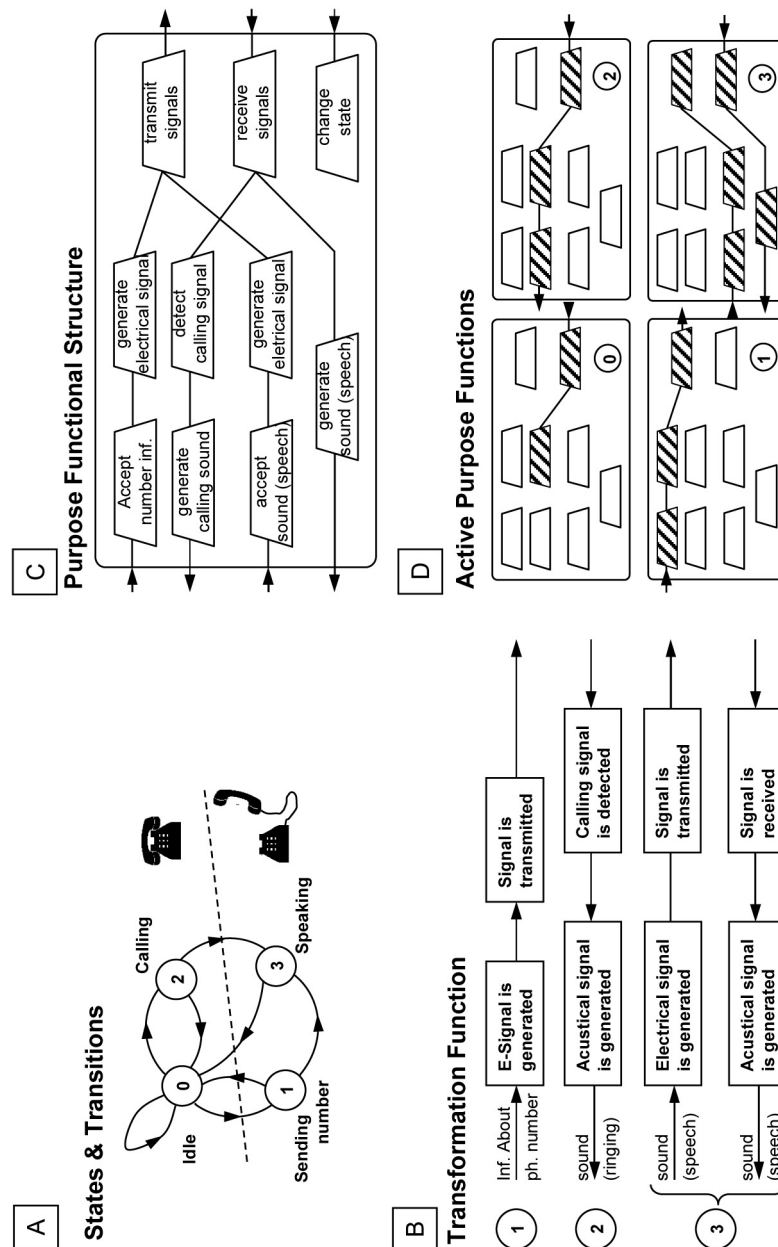 A
States & Transitions
Idle
0
Calling
2
Sending
number
1
Speaking
3
B
Transformation Function
1
Inf. About
ph. number
E-Signal is
generated
Signal is
transmitted
2
sound
(ringing)
Acustical signal
is generated
Calling signal
is detected
3
sound
(speech)
Electrical signal
is generated
Signal is
transmitted
sound
(speech)
Acustical signal
is generated
Signal is
received
C
Purpose Functional Structure
Accept
number inf.
generate
electrical signal
transmit
signals
generate
calling sound
detect
calling signal
receive
signals
accept
sound (speech)
generate
eletrical signal
change
state
generate
sound (speech)
D
Active Purpose Functions
0
2
1
3